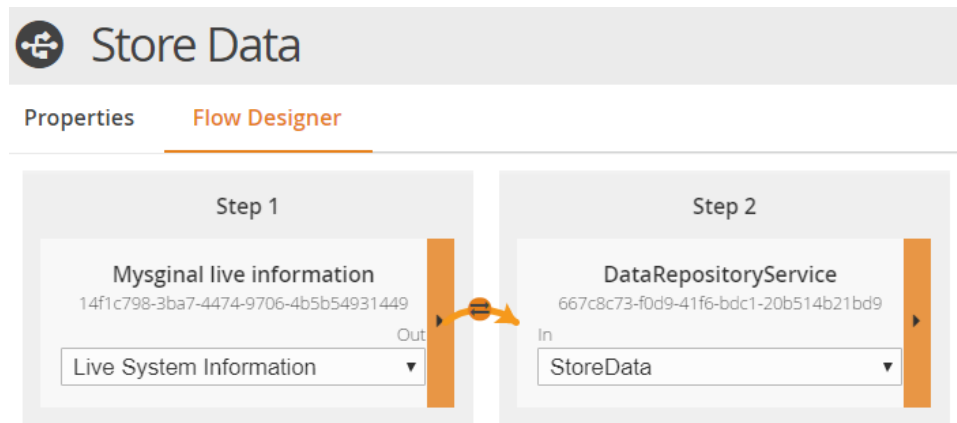 Store Data
Properties Flow Designer
Step 1
Mysginal live information
14f1c798-3ba7-4474-9706-4b5b54931449
Out
Live System Information
Step 2
DataRepositoryService
667c8c73-f0d9-41f6-bdc1-20b514b21bd9
In
StoreData